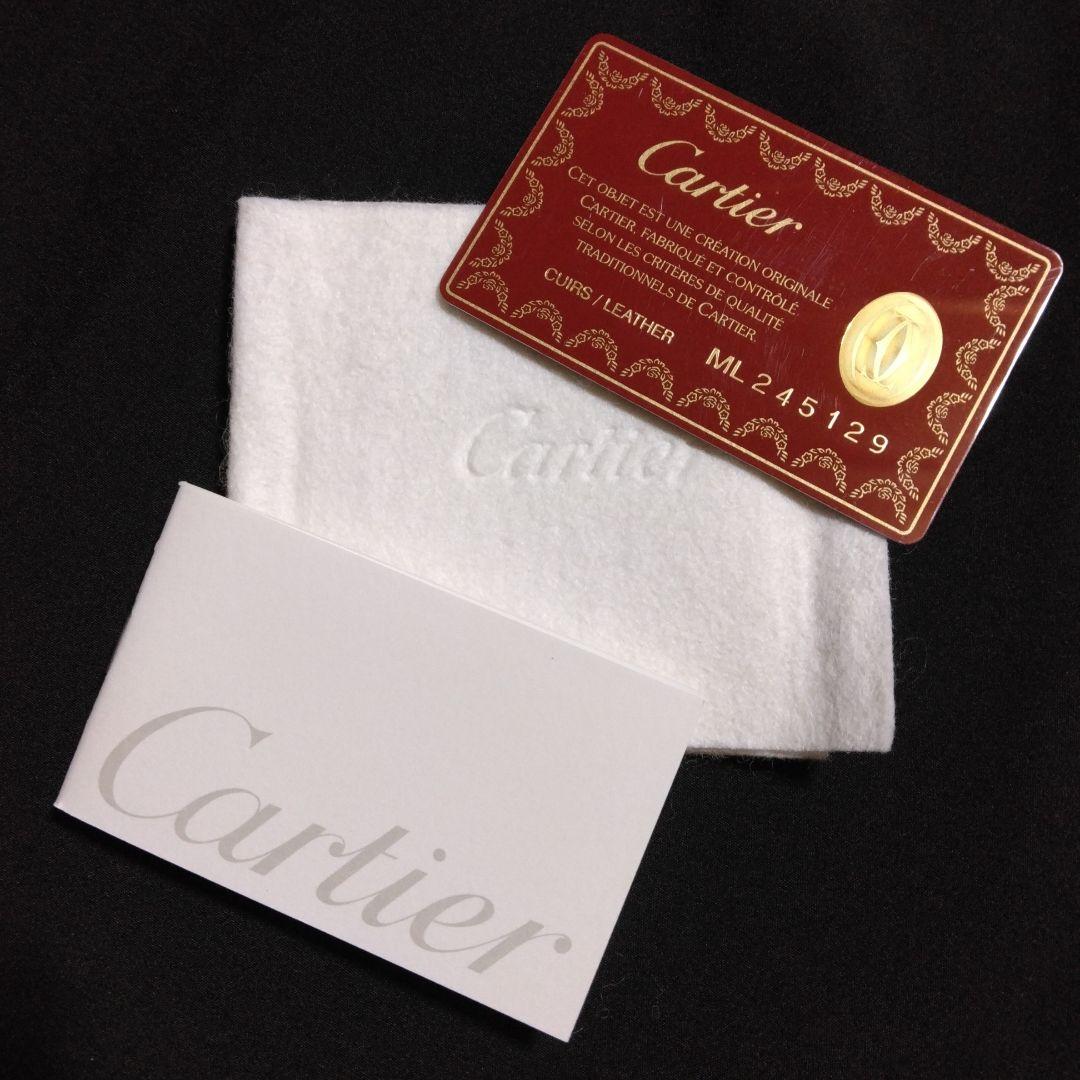 Cartier
CET OBJET EST UNE CRÉATION ORIGINALE
CARTIER, FABRIQUÉ ET CONTRÔLÉ
SELON LES CRITÈRES DE QUALITÉ
TRADITIONNELS DE CARTIER.
CUIRS / LEATHER ML 245129
Cartier
Cartier